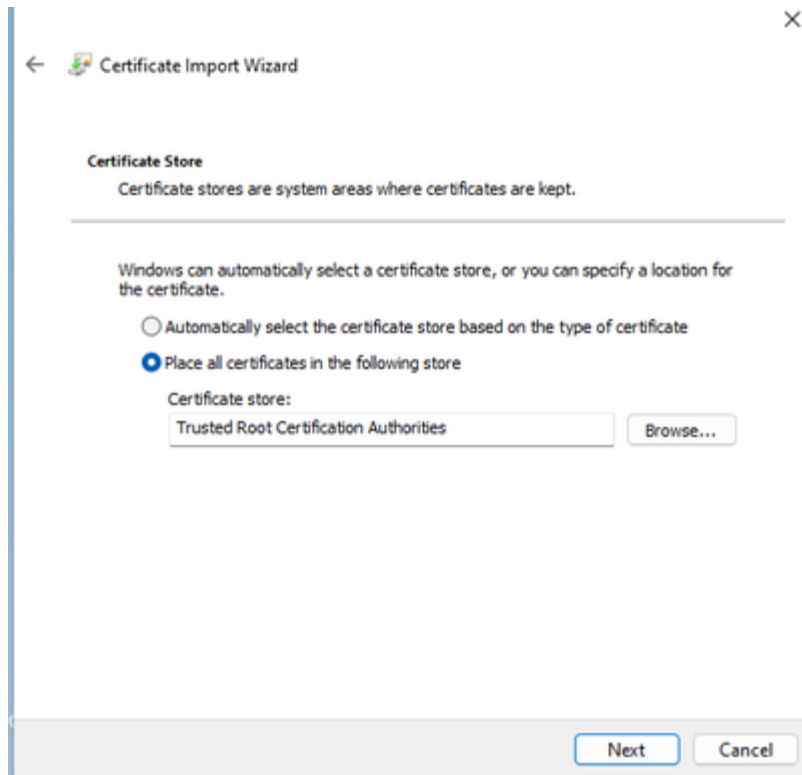 Certificate Import Wizard
Certificate Store
Certificate stores are system areas where certificates are kept.
Windows can automatically select a certificate store, or you can specify a location for
the certificate.
Automatically select the certificate store based on the type of certificate
Place all certificates in the following store
Certificate store:
Trusted Root Certification Authorities
Browse...
Next
Cancel